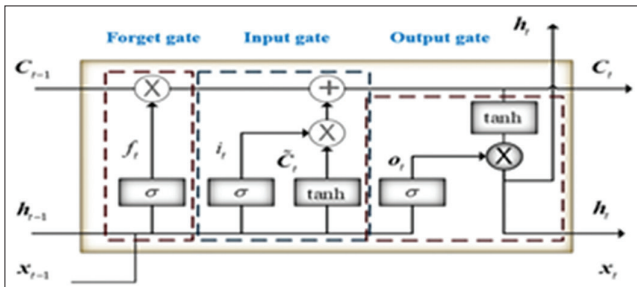 h_t
Forget gate Input gate Output gate
C_{t-1} × + C_t
tanh
f_t i_t × C̃_t o_t ×
σ σ tanh σ
h_{t-1} h_t
x_{t-1} x_t